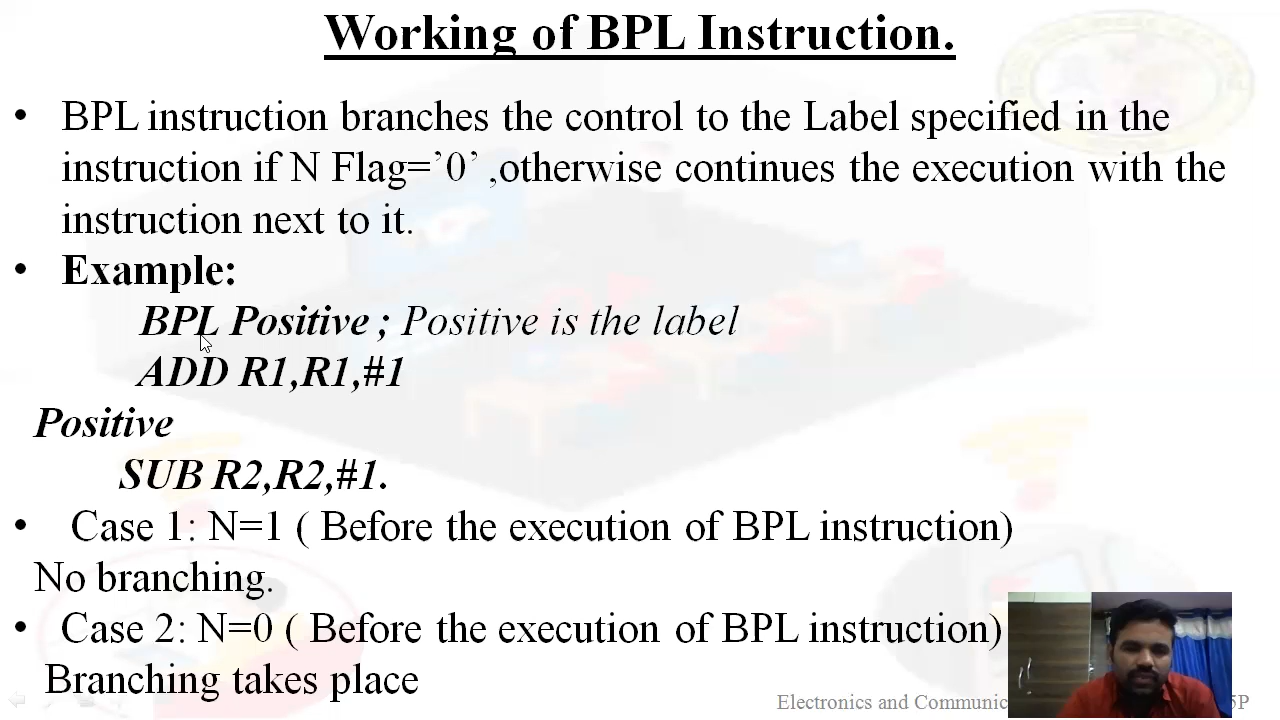 Working of BPL Instruction.
• BPL instruction branches the control to the Label specified in the
instruction if N Flag=’0’ ,otherwise continues the execution with the
instruction next to it.
• Example:
BPL Positive ; Positive is the label
ADD R1,R1,#1
Positive
SUB R2,R2,#1.
• Case 1: N=1 ( Before the execution of BPL instruction)
No branching.
• Case 2: N=0 ( Before the execution of BPL instruction)
Branching takes place
Electronics and